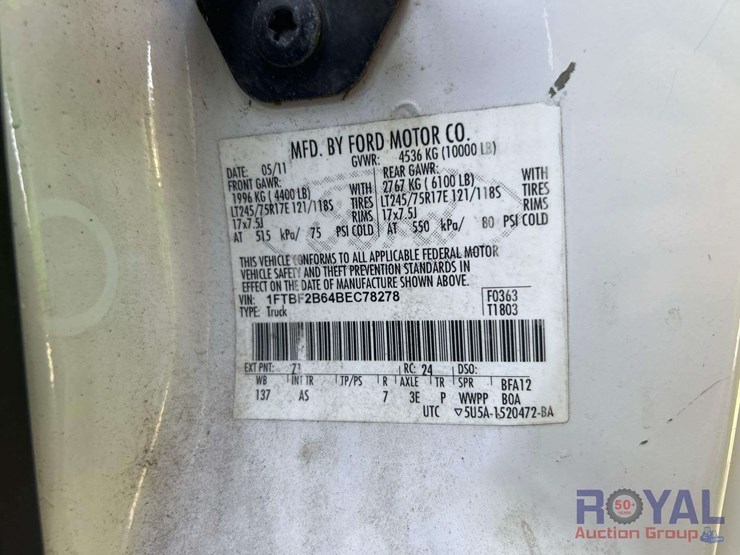 MFD. BY FORD MOTOR CO.
DATE: 05/11 GVWR: 4536 KG (10000 LB)
FRONT GAWR: REAR GAWR:
1996 KG (4400 LB) WITH 2767 KG (6100 LB) WITH
LT245/75R17E 121/118S TIRES LT245/75R17E 121/118S TIRES
17x7.5J RIMS 17x7.5J RIMS
AT 515 kPa/ 75 PSI COLD AT 550 kPa/ 80 PSI COLD
THIS VEHICLE CONFORMS TO ALL APPLICABLE FEDERAL MOTOR
VEHICLE SAFETY AND THEFT PREVENTION STANDARDS IN
EFFECT ON THE DATE OF MANUFACTURE SHOWN ABOVE.
VIN: 1FTBF2B64BEC78278 F0363
TYPE: Truck T1803
EXT PNT: Z1 RC: 24 DSO:
WB INT TR TP/PS R AXLE TR SPR BFA12
137 AS 7 3E P WWPP BOA
UTC ▽5U5A-1520472-BA
50+
YEARS
ROYAL
Auction Group